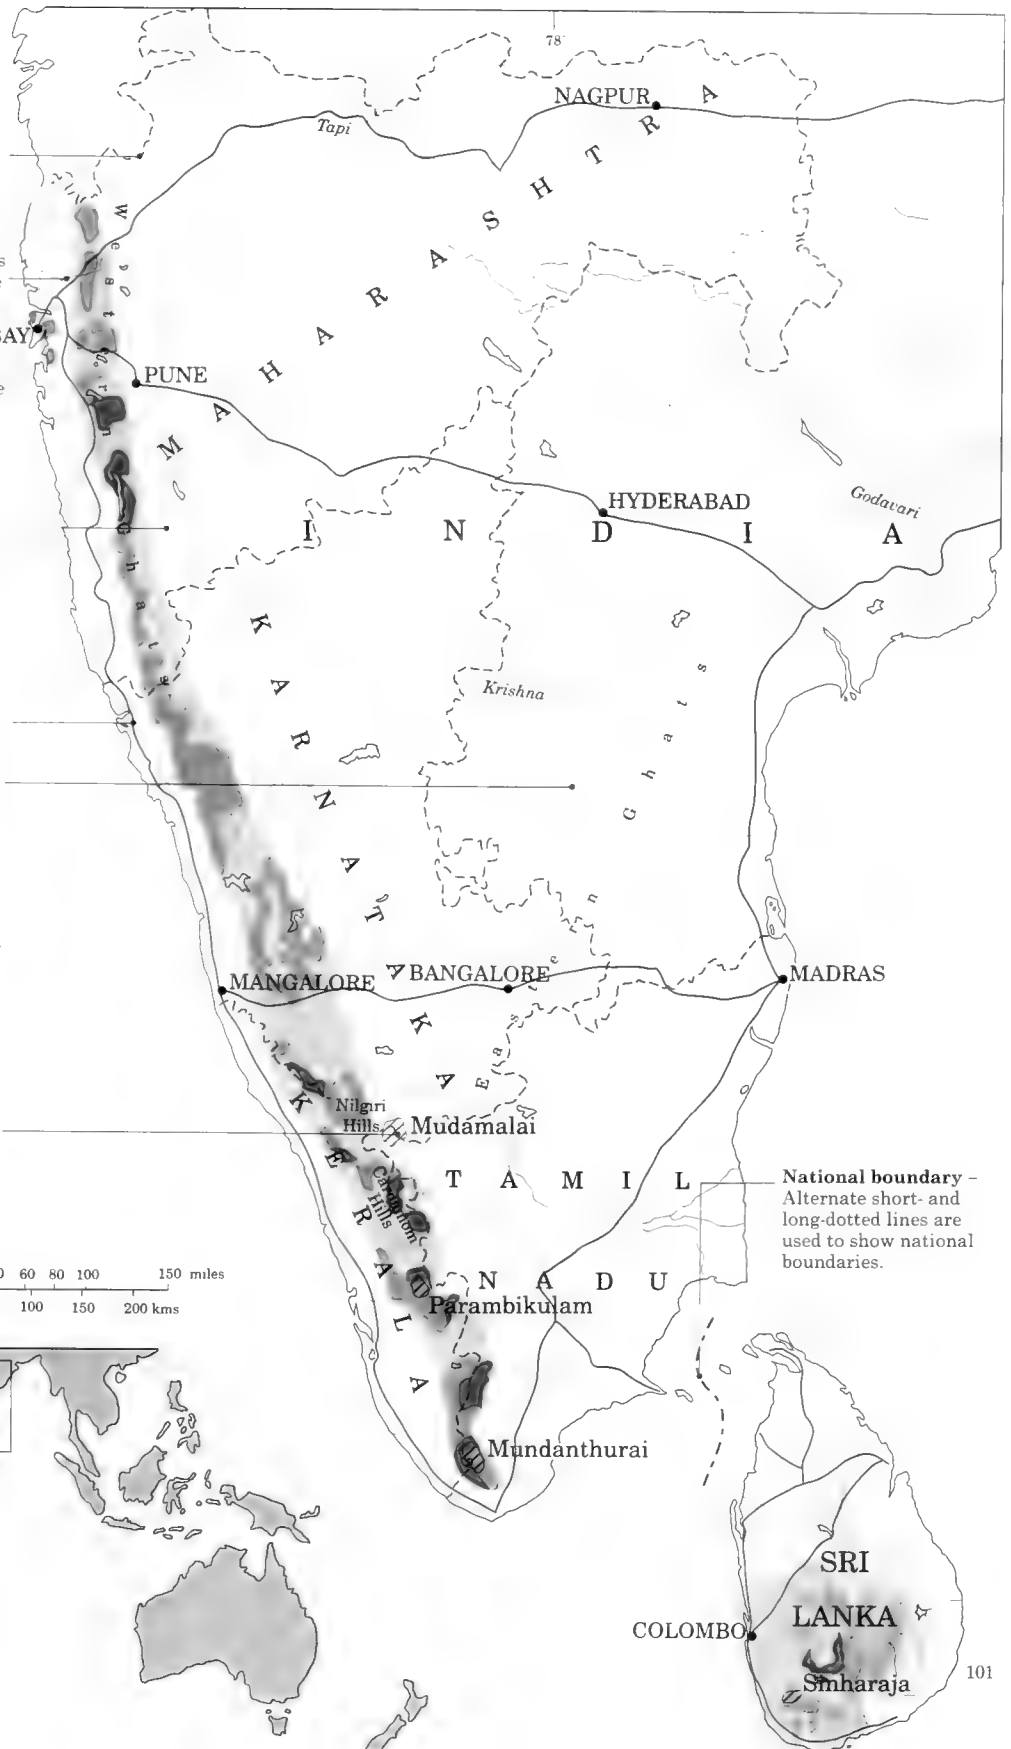 78°
NAGPUR
Tapi
MAHARASHTRA
Western Ghats
BAY
PUNE
HYDERABAD
Godavari
INDIA
KARNATAKA
Krishna
Eastern Ghats
MANGALORE
BANGALORE
MADRAS
Nilgiri
Hills
Mudamalai
KERALA
TAMIL
Cardamom
Hills
National boundary –
Alternate short- and
long-dotted lines are
used to show national
boundaries.
60 80 100 150 miles
100 150 200 kms
NADU
Parambikulam
Mundanthurai
SRI
LANKA
COLOMBO
Sinharaja
101